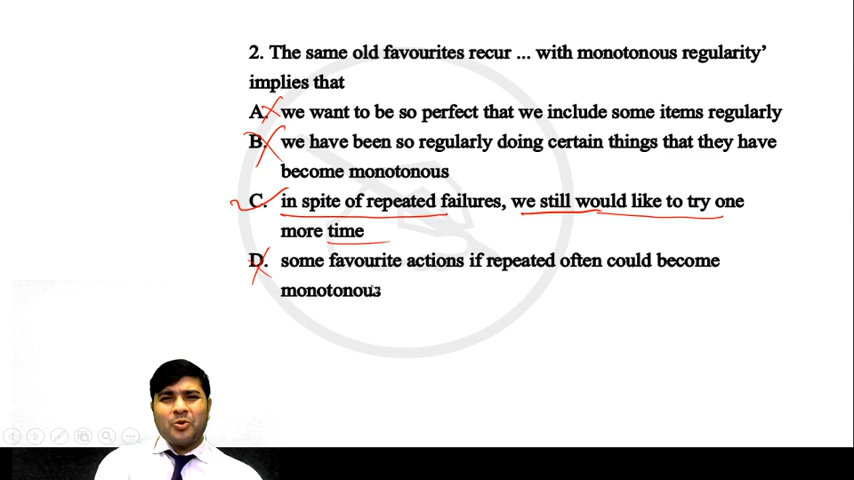 2. The same old favourites recur ... with monotonous regularity’
implies that
A. we want to be so perfect that we include some items regularly
B. we have been so regularly doing certain things that they have
become monotonous
C. in spite of repeated failures, we still would like to try one
more time
D. some favourite actions if repeated often could become
monotonous